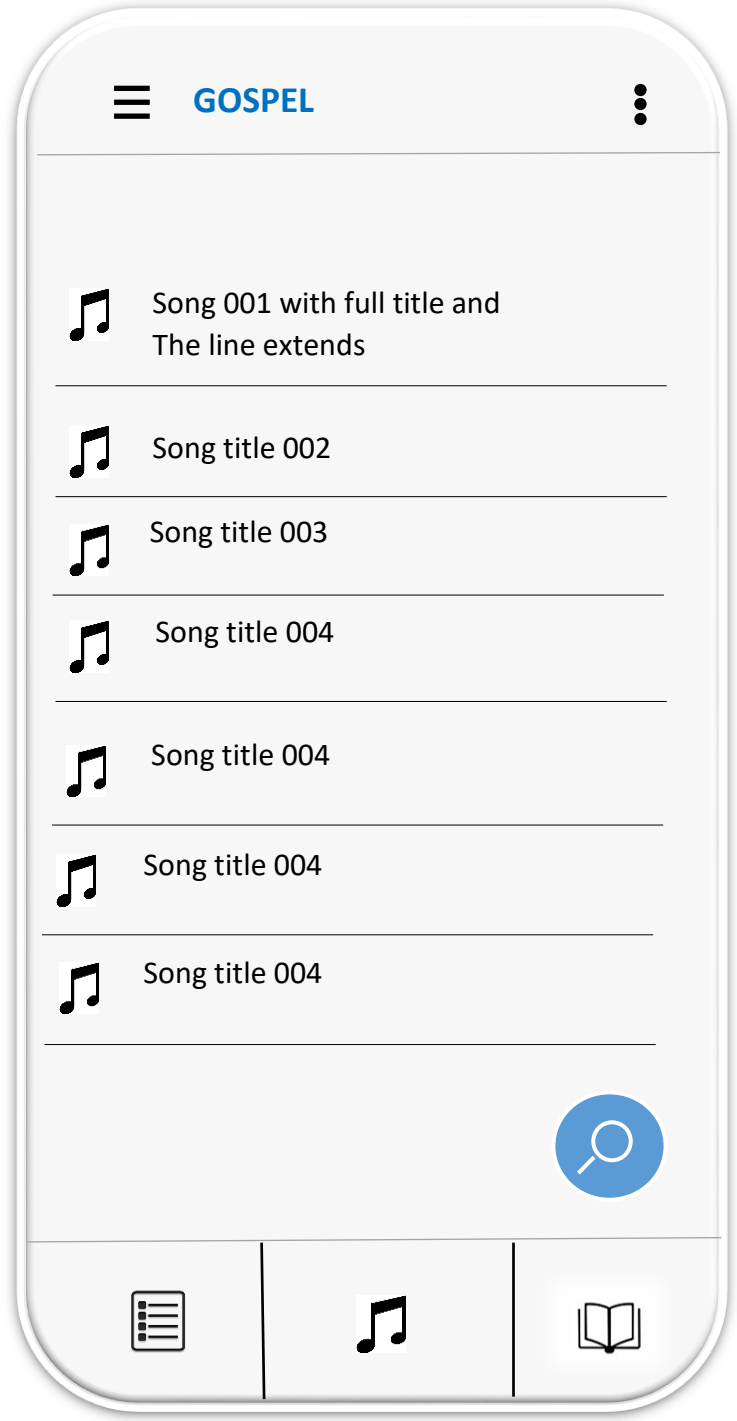 GOSPEL
Song 001 with full title and
The line extends
Song title 002
Song title 003
Song title 004
Song title 004
Song title 004
Song title 004